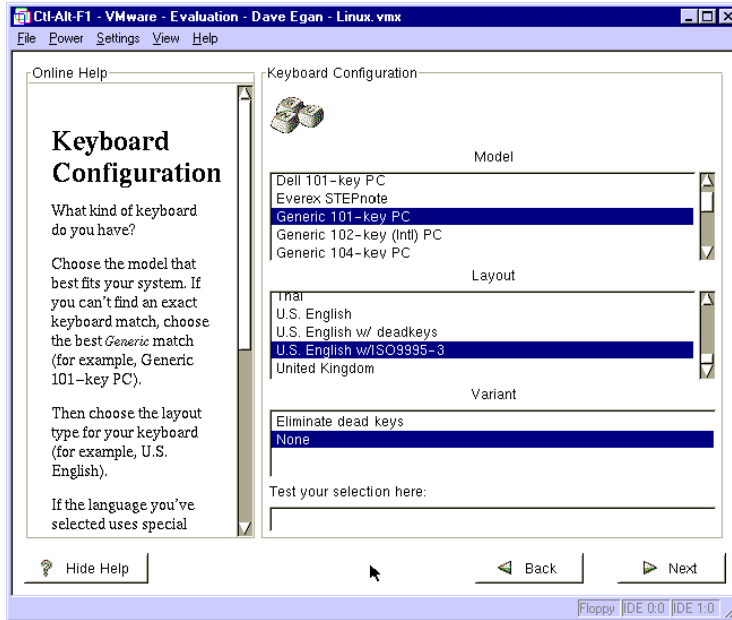 Ctl-Alt-F1 - VMware - Evaluation - Dave Egan - Linux.vmx
File Power Settings View Help
Online Help
Keyboard
Configuration
What kind of keyboard
do you have?
Choose the model that
best fits your system. If
you can't find an exact
keyboard match, choose
the best Generic match
(for example, Generic
101-key PC).
Then choose the layout
type for your keyboard
(for example, U.S.
English).
If the language you've
selected uses special
Keyboard Configuration
Model
Dell 101-key PC
Everex STEPnote
Generic 101-key PC
Generic 102-key (Intl) PC
Generic 104-key PC
Layout
Thai
U.S. English
U.S. English w/ deadkeys
U.S. English w/ISO9995-3
United Kingdom
Variant
Eliminate dead keys
None
Test your selection here:
? Hide Help
Back
Next
Floppy IDE 0:0 IDE 1:0